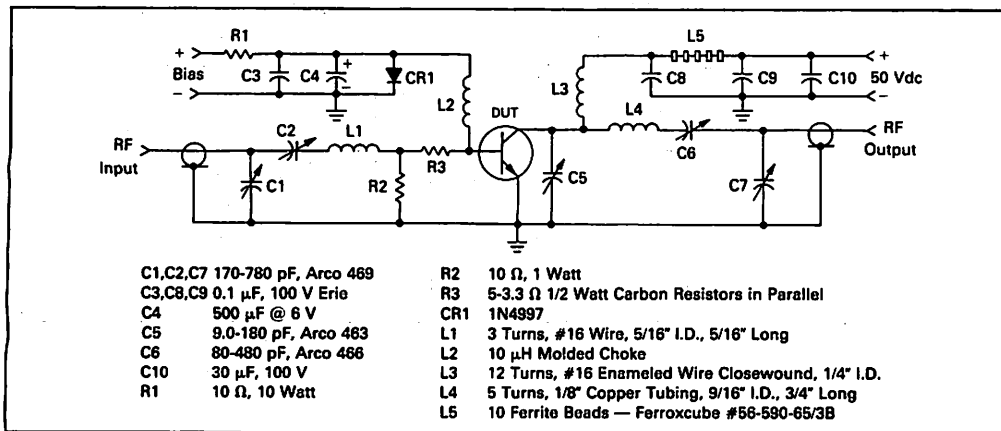 R1
L5
+
Bias
−
C3
C4
+
−
CR1
L2
L3
C8
C9
C10
+
50 Vdc
−
DUT
L4
RF
Input
C2
L1
C1
R2
R3
C5
C6
C7
RF
Output
C1,C2,C7 170-780 pF, Arco 469
C3,C8,C9 0.1 μF, 100 V Erie
C4 500 μF @ 6 V
C5 9.0-180 pF, Arco 463
C6 80-480 pF, Arco 466
C10 30 μF, 100 V
R1 10 Ω, 10 Watt
R2 10 Ω, 1 Watt
R3 5-3.3 Ω 1/2 Watt Carbon Resistors in Parallel
CR1 1N4997
L1 3 Turns, #16 Wire, 5/16" I.D., 5/16" Long
L2 10 μH Molded Choke
L3 12 Turns, #16 Enameled Wire Closewound, 1/4" I.D.
L4 5 Turns, 1/8" Copper Tubing, 9/16" I.D., 3/4" Long
L5 10 Ferrite Beads — Ferroxcube #56-590-65/3B